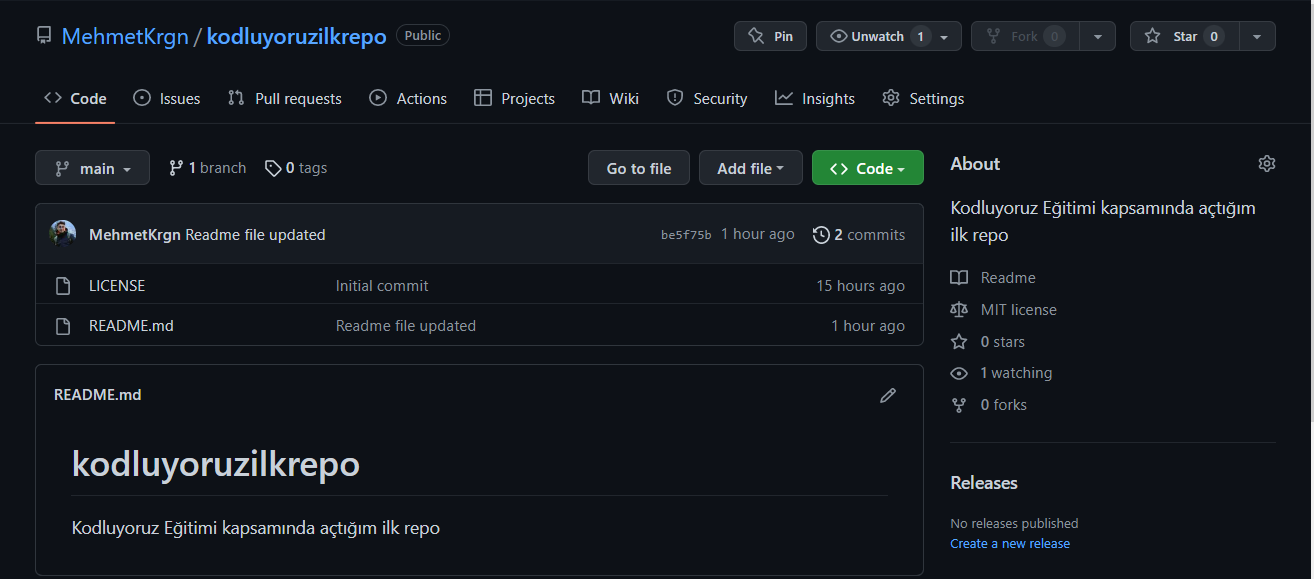 MehmetKrgn / kodluyoruzilkrepo Public
Pin Unwatch 1 Fork 0 Star 0
Code Issues Pull requests Actions Projects Wiki Security Insights Settings
main 1 branch 0 tags Go to file Add file Code
MehmetKrgn Readme file updated be5f75b 1 hour ago 2 commits
LICENSE Initial commit 15 hours ago
README.md Readme file updated 1 hour ago
README.md
kodluyoruzilkrepo
Kodluyoruz Eğitimi kapsamında açtığım ilk repo
About
Kodluyoruz Eğitimi kapsamında açtığım
ilk repo
Readme
MIT license
0 stars
1 watching
0 forks
Releases
No releases published
Create a new release